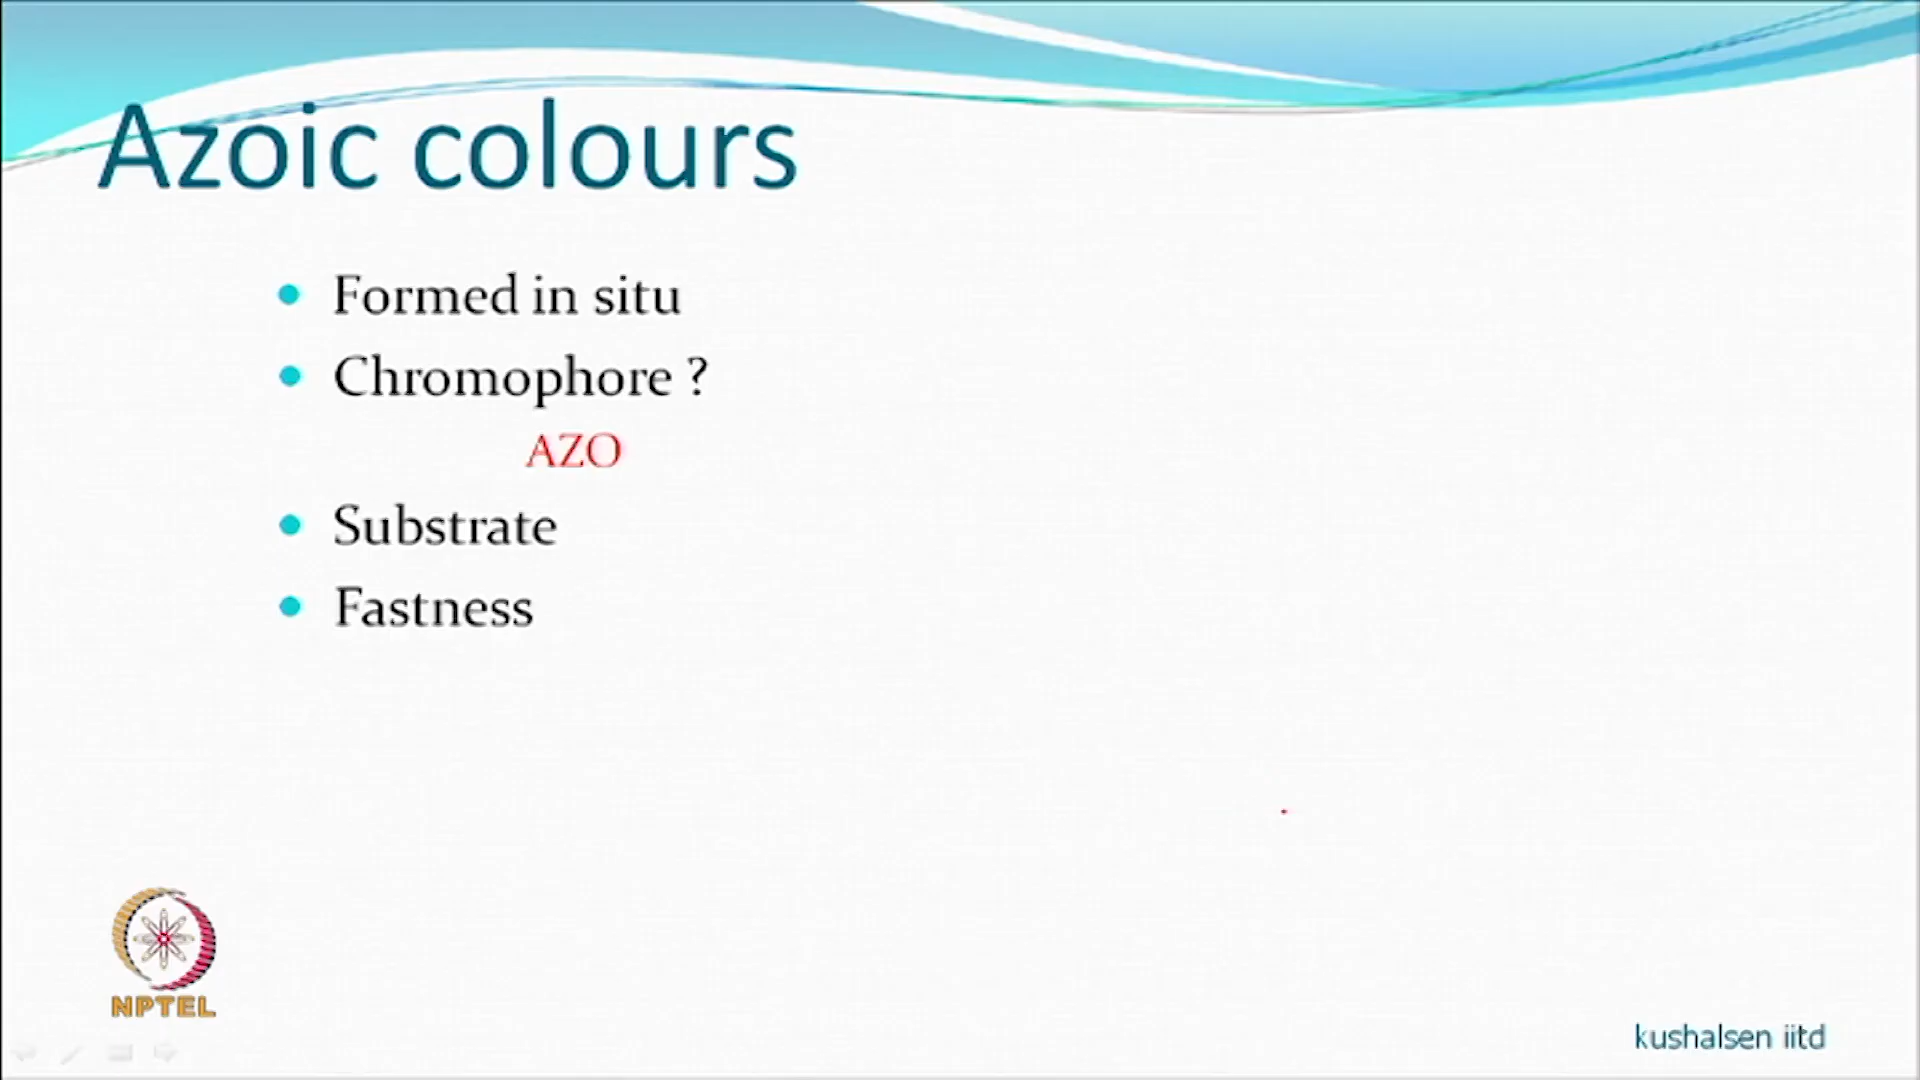 Azoic colours
Formed in situ
Chromophore ?
AZO
Substrate
Fastness
NPTEL
kushalsen iitd